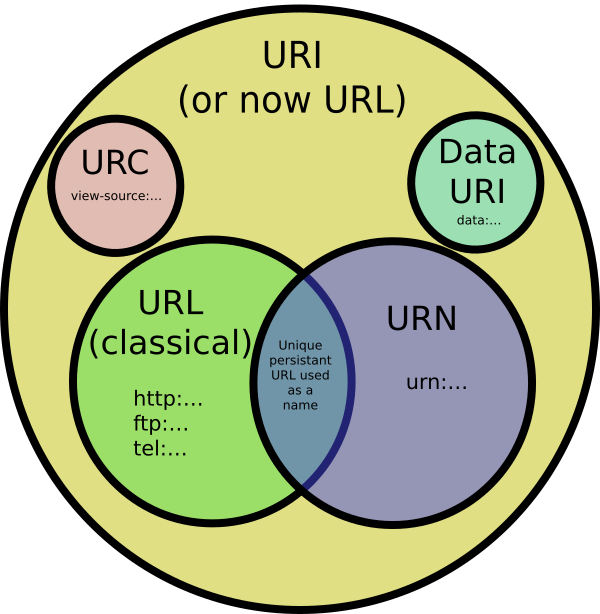 URI
(or now URL)
URC
view-source:...
Data
URI
data:...
URL
(classical)
http:...
ftp:...
tel:...
Unique
persistant
URL used
as a
name
URN
urn:...